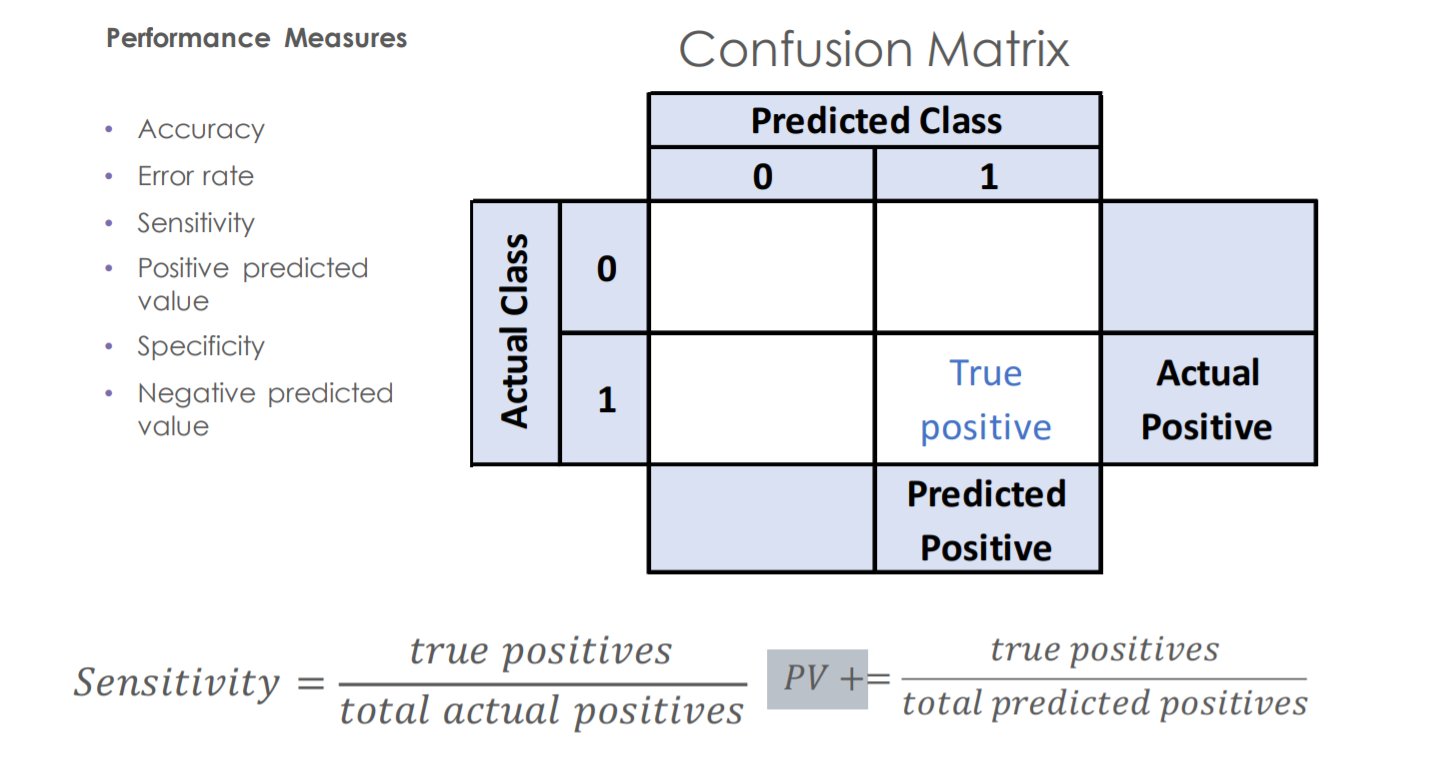 Performance Measures
• Accuracy
• Error rate
• Sensitivity
• Positive predicted
value
• Specificity
• Negative predicted
value
Confusion Matrix
Predicted Class
0 1
Actual Class
0
1
True
positive
Actual
Positive
Predicted
Positive
Sensitivity = true positives / total actual positives
PV += true positives / total predicted positives